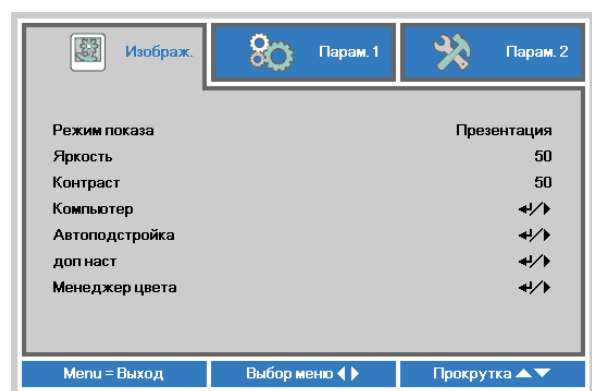 Изображ.
Парам. 1
Парам. 2
Режим показа Презентация
Яркость 50
Контраст 50
Компьютер
Автоподстройка
доп наст
Менеджер цвета
Menu = Выход
Выбор меню
Прокрутка